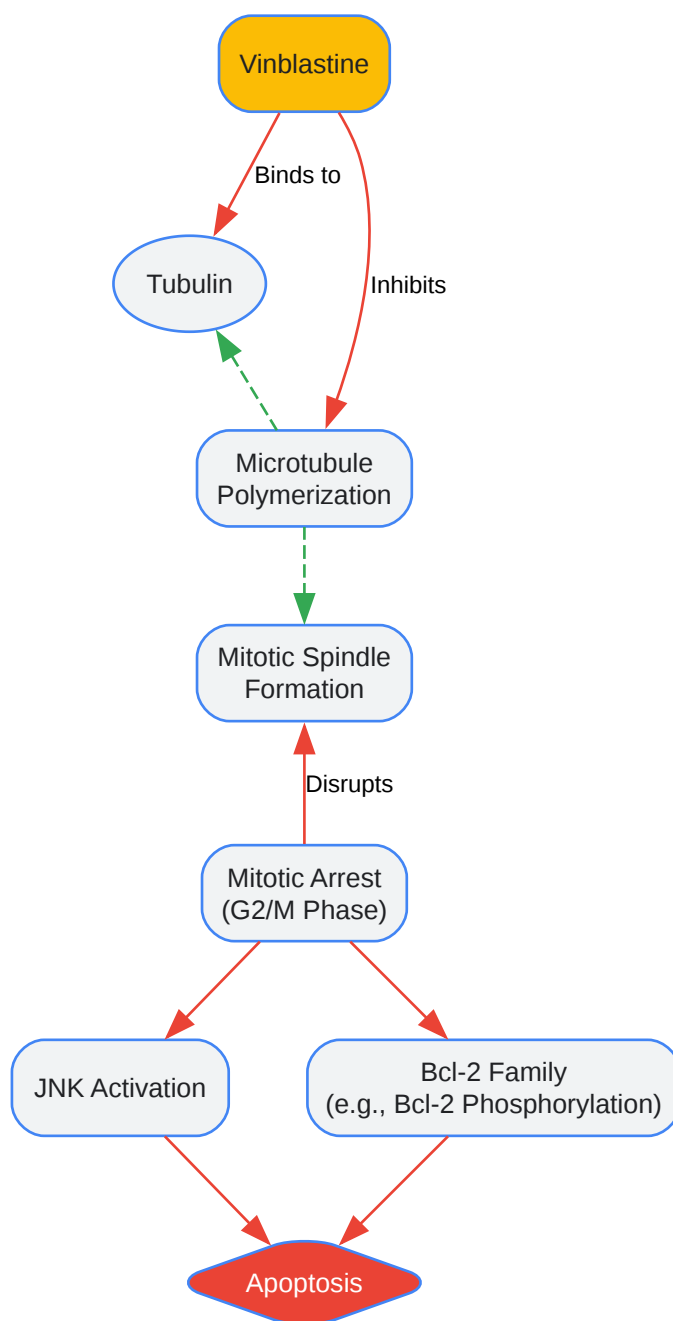 Vinblastine
Binds to
Tubulin
Inhibits
Microtubule
Polymerization
Mitotic Spindle
Formation
Disrupts
Mitotic Arrest
(G2/M Phase)
JNK Activation
Bcl-2 Family
(e.g., Bcl-2 Phosphorylation)
Apoptosis